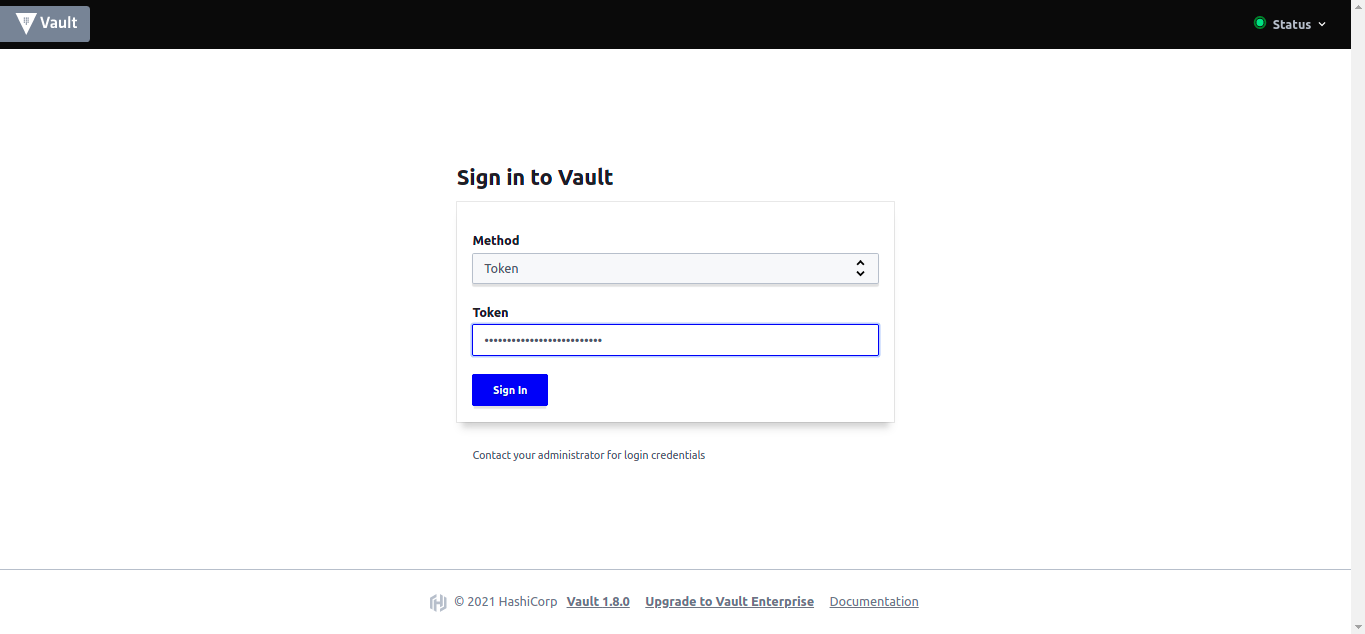 Vault
Status
Sign in to Vault
Method
Token
Token
••••••••••••••••••••••••••
Sign In
Contact your administrator for login credentials
© 2021 HashiCorp Vault 1.8.0 Upgrade to Vault Enterprise Documentation